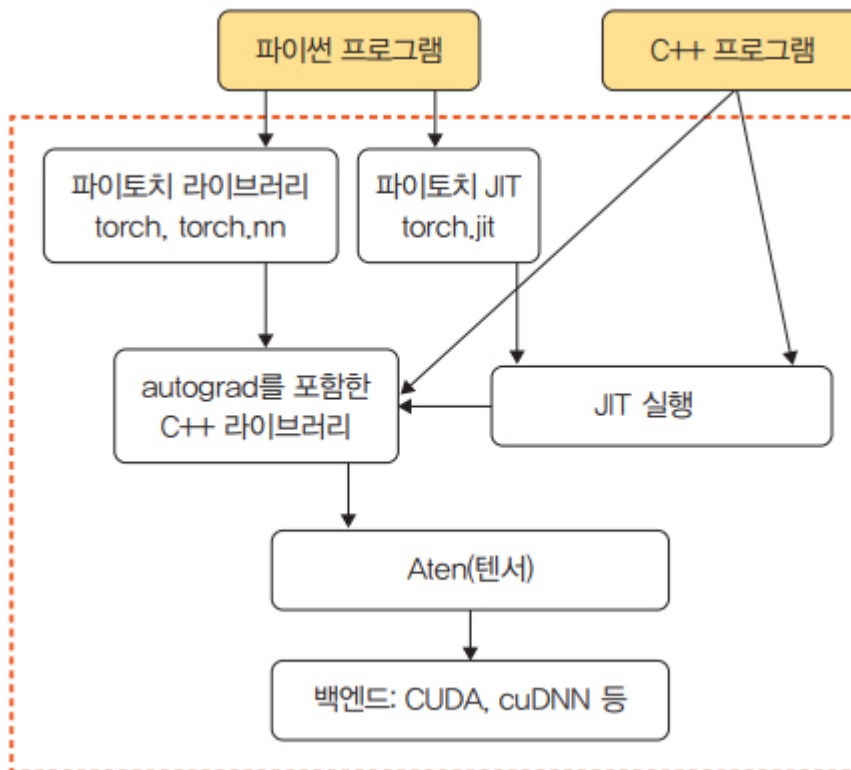 파이썬 프로그램
C++ 프로그램
파이토치 라이브러리
torch, torch.nn
파이토치 JIT
torch.jit
autograd를 포함한
C++ 라이브러리
JIT 실행
Aten(텐서)
백엔드: CUDA, cuDNN 등